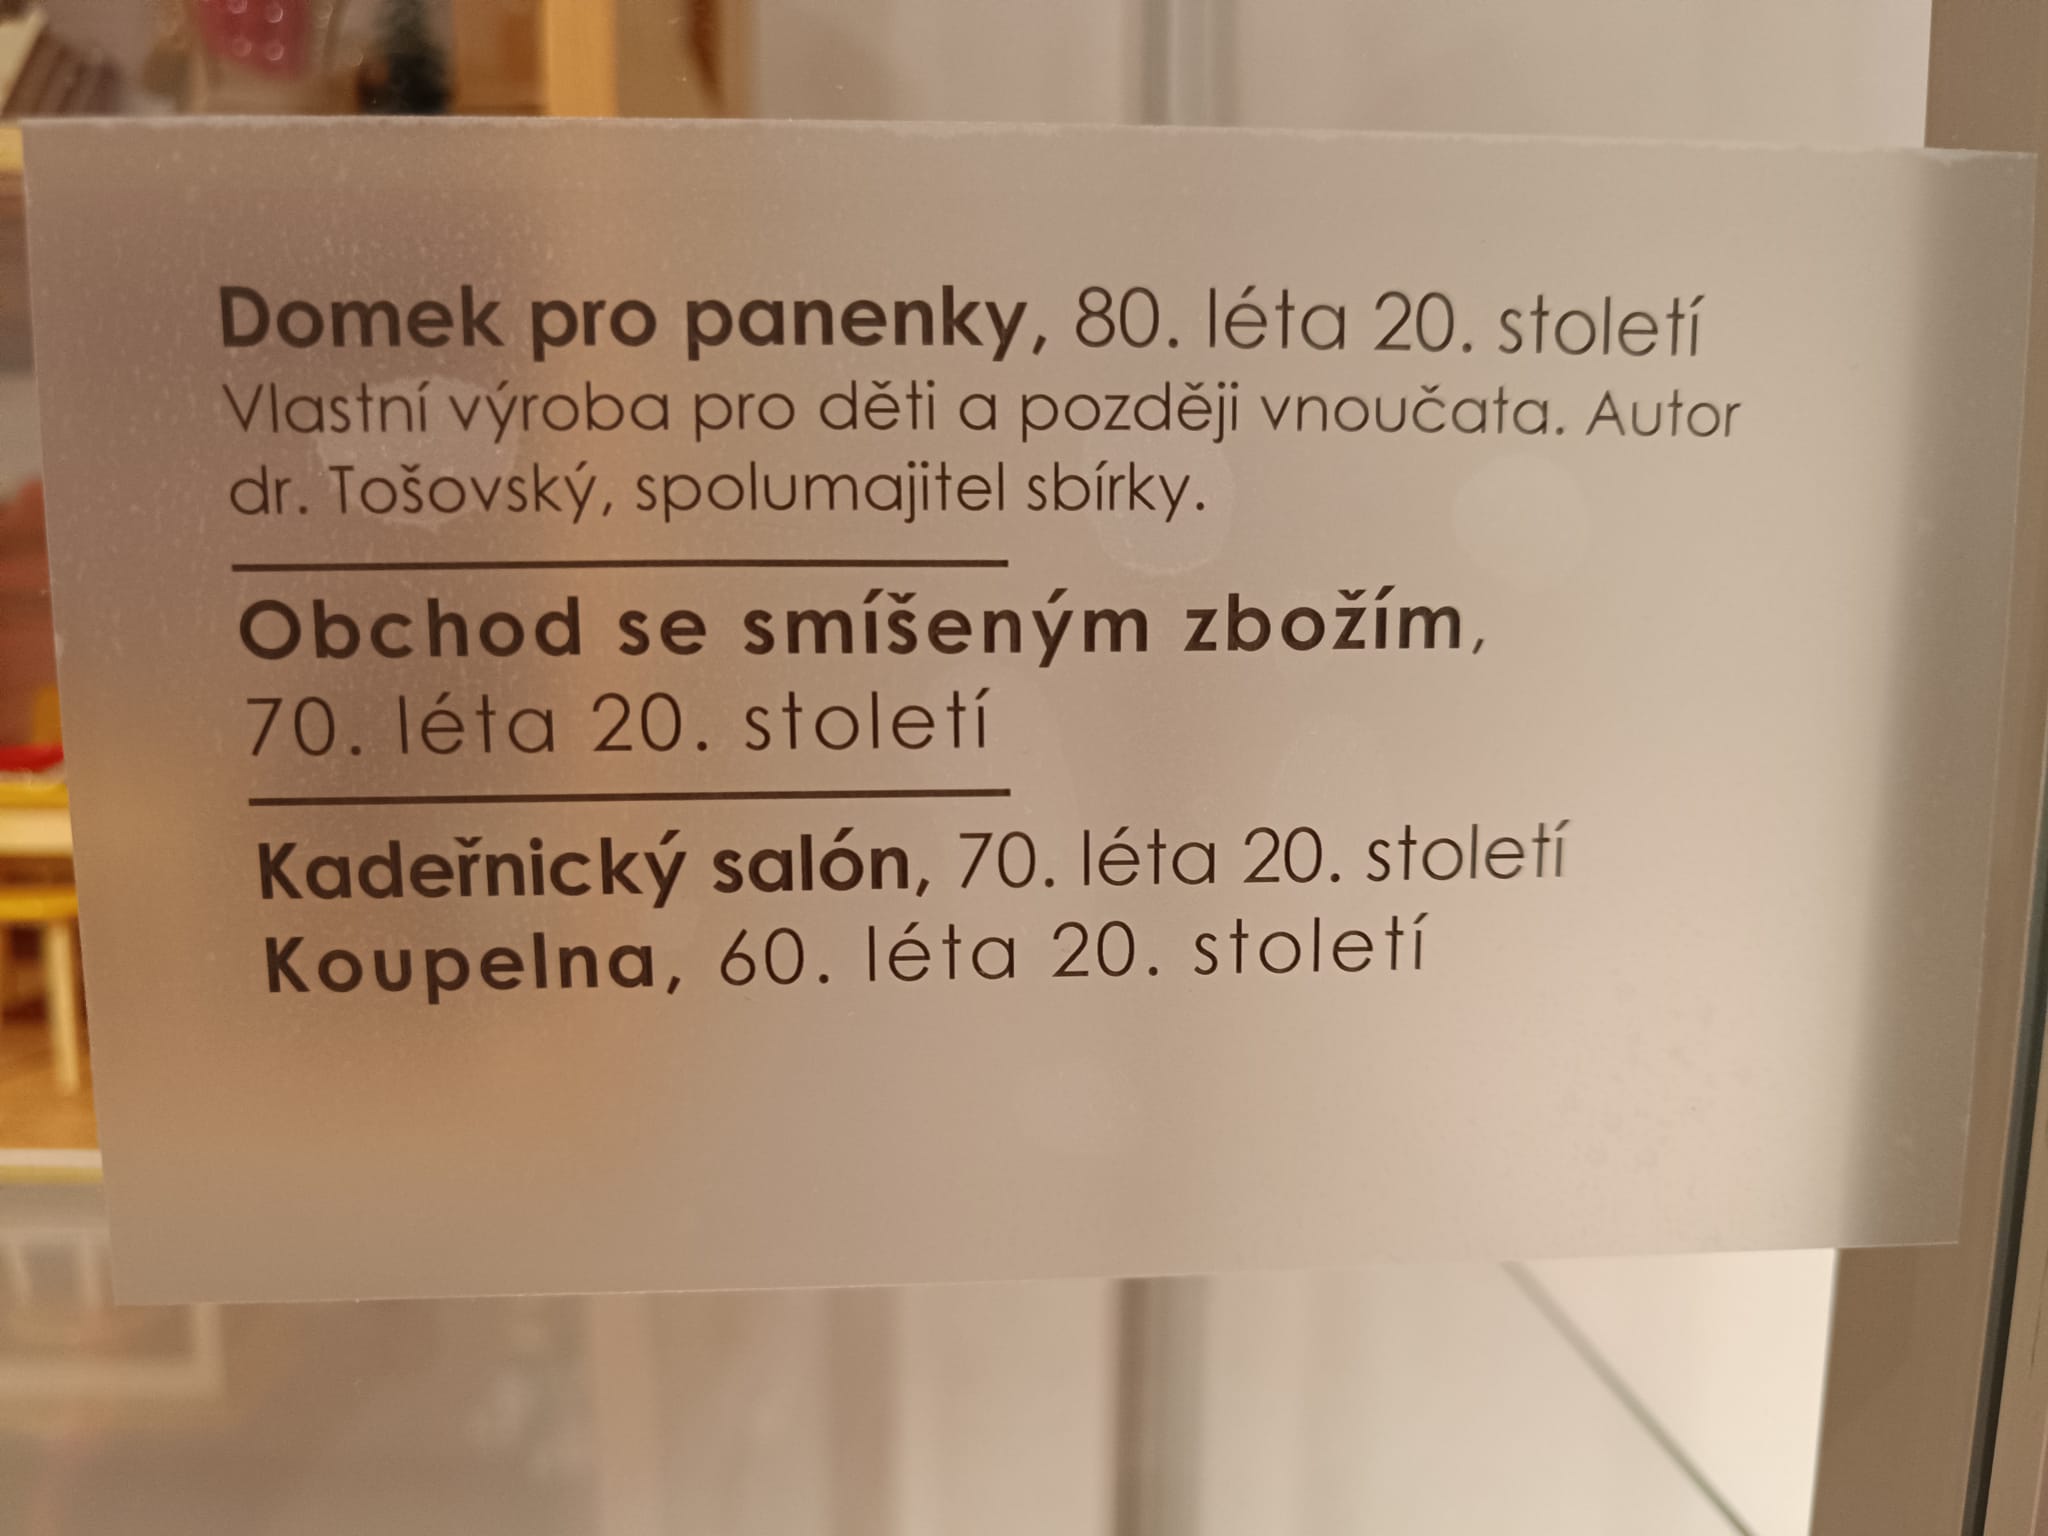 Domek pro panenky, 80. léta 20. století
Vlastní výroba pro děti a později vnoučata. Autor
dr. Tošovský, spolumajitel sbírky.
Obchod se smíšeným zbožím,
70. léta 20. století
Kadeřnický salón, 70. léta 20. století
Koupelna, 60. léta 20. století